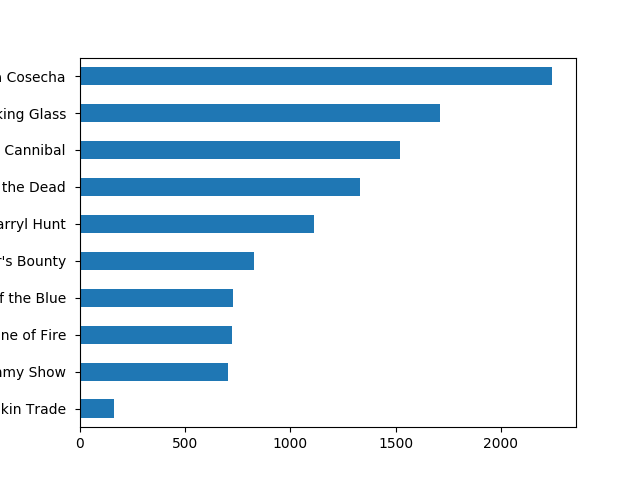 Cosecha
king Glass
Cannibal
the Dead
arryl Hunt
r's Bounty
f the Blue
ne of Fire
my Show
kin Trade
0 500 1000 1500 2000